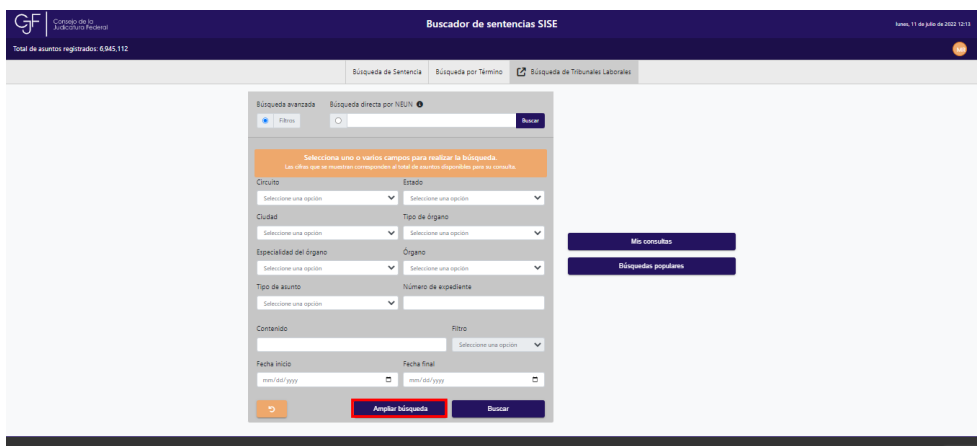 CJF
Consejo de la
Judicatura Federal
Buscador de sentencias SISE
lunes, 11 de julio de 2022 12:13
Total de asuntos registrados: 6,945,112
Búsqueda de Sentencia
Búsqueda por Término
Búsqueda de Tribunales Laborales
Búsqueda avanzada
Búsqueda directa por NEUN
Filtros
Buscar
Selecciona uno o varios campos para realizar la búsqueda.
Las cifras que se muestran corresponden al total de asuntos disponibles para su consulta.
Circuito
Estado
Seleccione una opción
Seleccione una opción
Ciudad
Tipo de órgano
Seleccione una opción
Seleccione una opción
Mis consultas
Especialidad del órgano
Órgano
Seleccione una opción
Seleccione una opción
Búsquedas populares
Tipo de asunto
Número de expediente
Seleccione una opción
Contenido
Filtro
Seleccione una opción
Fecha inicio
Fecha final
mm/dd/yyyy
mm/dd/yyyy
Ampliar búsqueda
Buscar